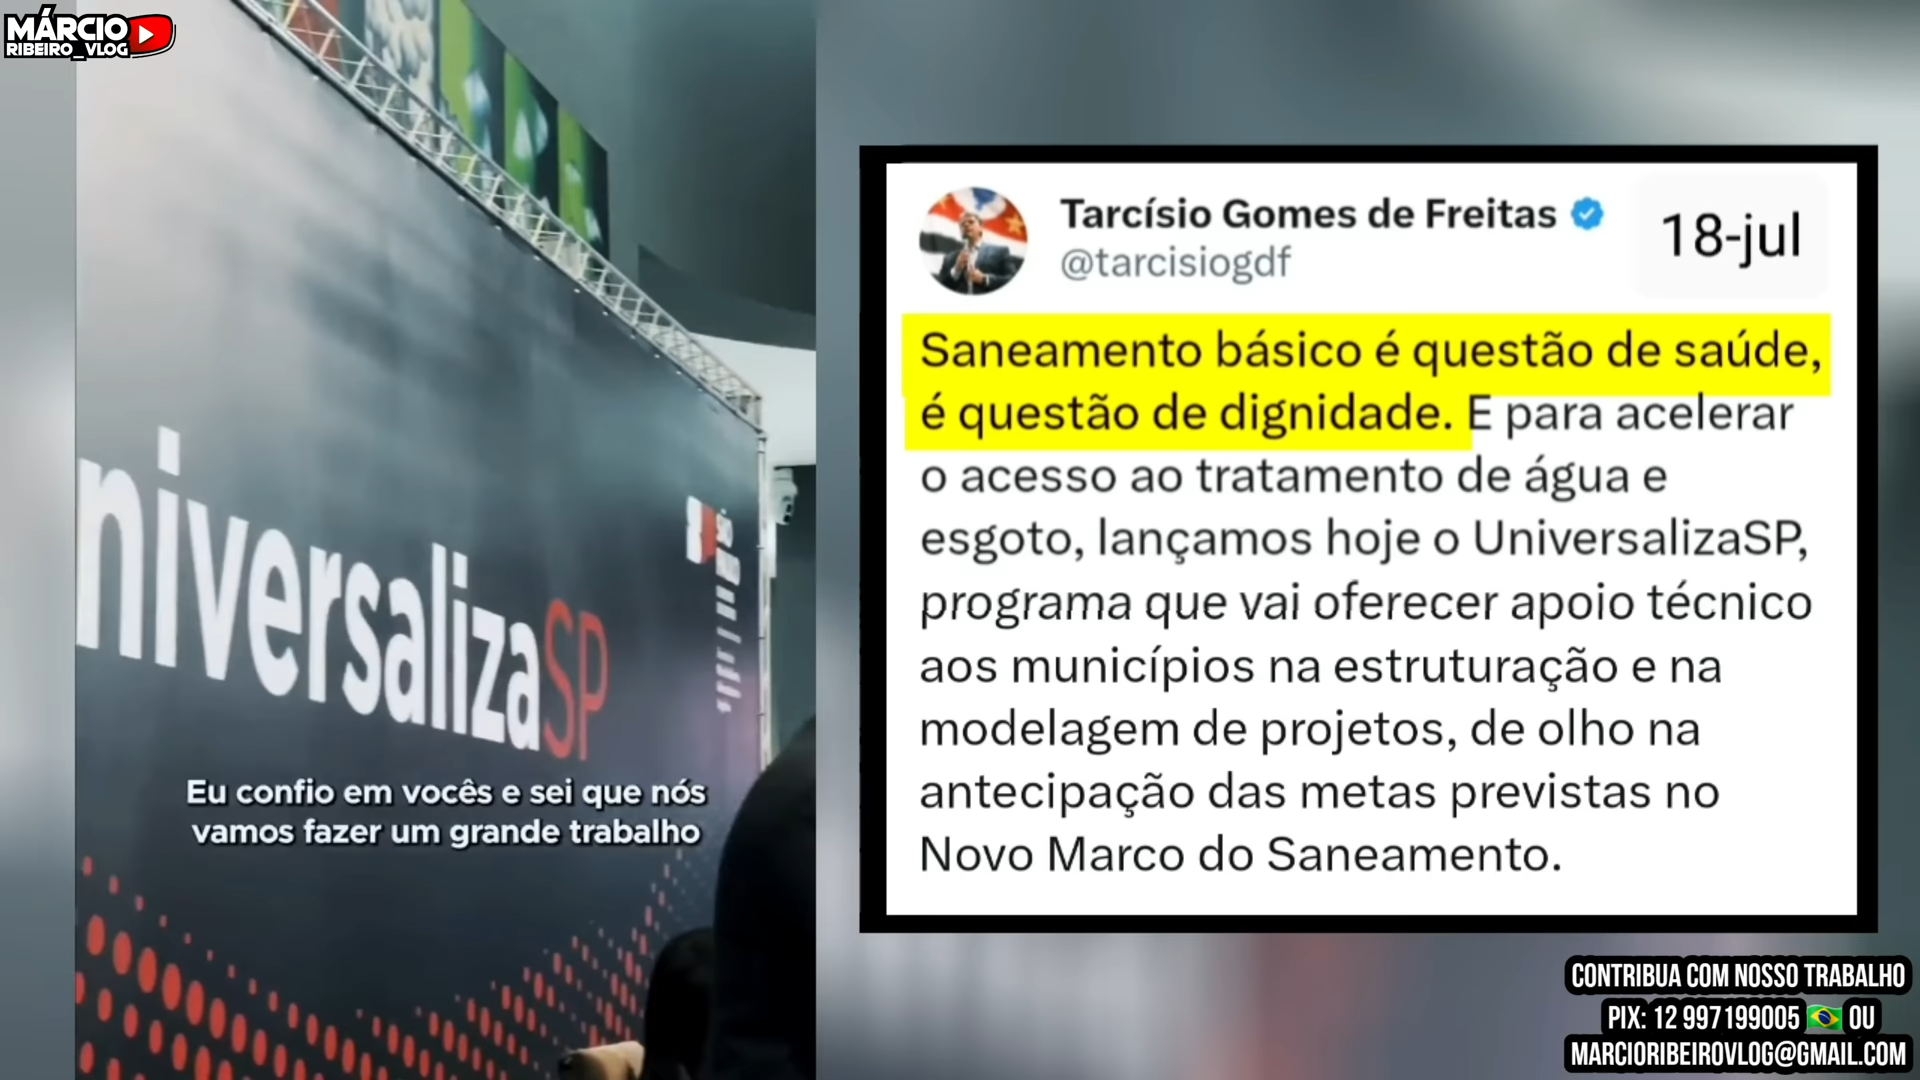 MÁRCIO
RIBEIRO_VLOG
niversalizaSP
SÃO
Eu confio em vocês e sei que nós
vamos fazer um grande trabalho
Tarcísio Gomes de Freitas
@tarcisiogdf
18-jul
Saneamento básico é questão de saúde,
é questão de dignidade. E para acelerar
o acesso ao tratamento de água e
esgoto, lançamos hoje o UniversalizaSP,
programa que vai oferecer apoio técnico
aos municípios na estruturação e na
modelagem de projetos, de olho na
antecipação das metas previstas no
Novo Marco do Saneamento.
CONTRIBUA COM NOSSO TRABALHO
PIX: 12 997199005 🇧🇷 OU
MARCIORIBEIROVLOG@GMAIL.COM